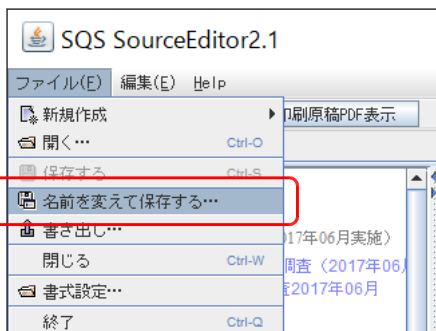 SQS SourceEditor2.1
ファイル(F) 編集(E) Help
新規作成
印刷原稿PDF表示
開く… Ctrl-O
保存する Ctrl-S
名前を変えて保存する…
書き出し…
17年06月実施）
閉じる Ctrl-W
調査（2017年06
書式設定…
査2017年06月
終了 Ctrl-Q